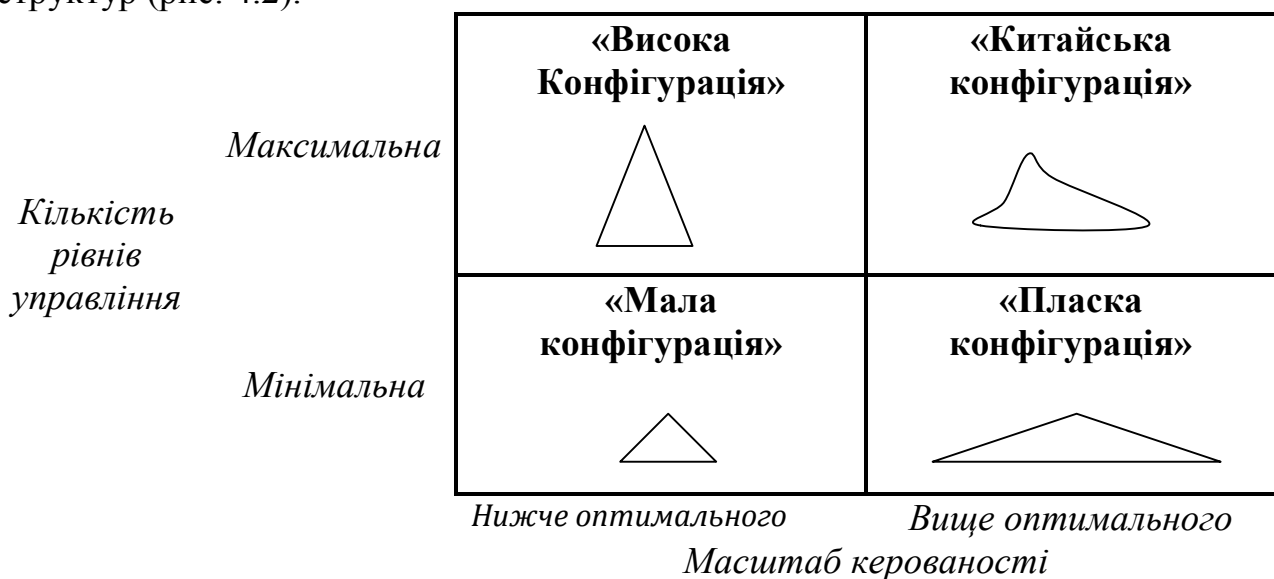 структур (рис. 4.2).
«Висока
Конфігурація»
«Китайська
конфігурація»
Максимальна
Кількість
рівнів
управління
«Мала
конфігурація»
«Пласка
конфігурація»
Мінімальна
Нижче оптимального
Вище оптимального
Масштаб керованості